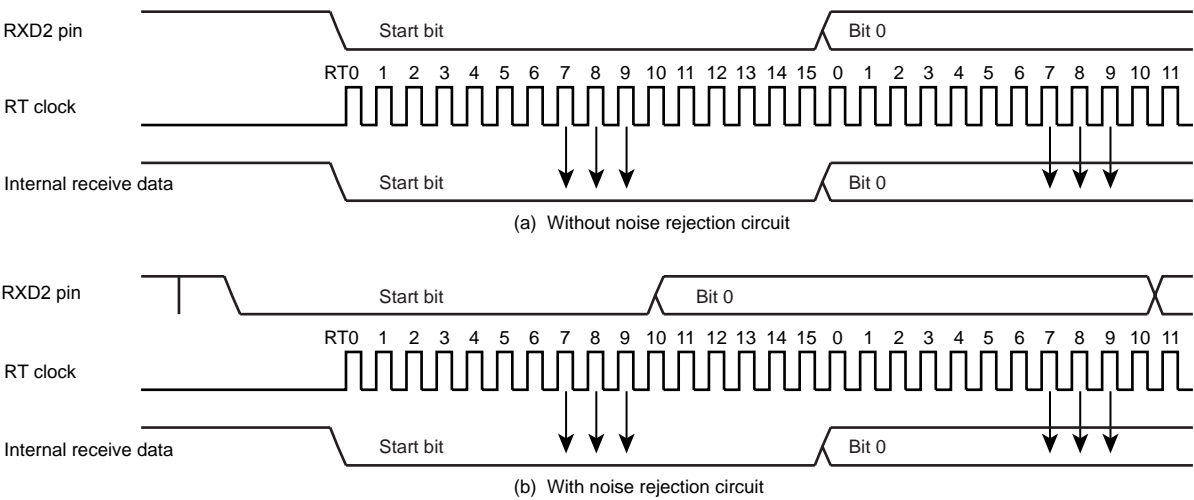 RXD2 pin Start bit Bit 0
RT0 1 2 3 4 5 6 7 8 9 10 11 12 13 14 15 0 1 2 3 4 5 6 7 8 9 10 11
RT clock
Internal receive data Start bit Bit 0
(a) Without noise rejection circuit
RXD2 pin Start bit Bit 0
RT0 1 2 3 4 5 6 7 8 9 10 11 12 13 14 15 0 1 2 3 4 5 6 7 8 9 10 11
RT clock
Internal receive data Start bit Bit 0
(b) With noise rejection circuit